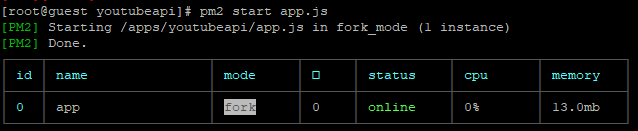 [root@guest youtubeapi]# pm2 start app.js
[PM2] Starting /apps/youtubeapi/app.js in fork_mode (1 instance)
[PM2] Done.
id name mode □ status cpu memory
0 app fork 0 online 0% 13.0mb